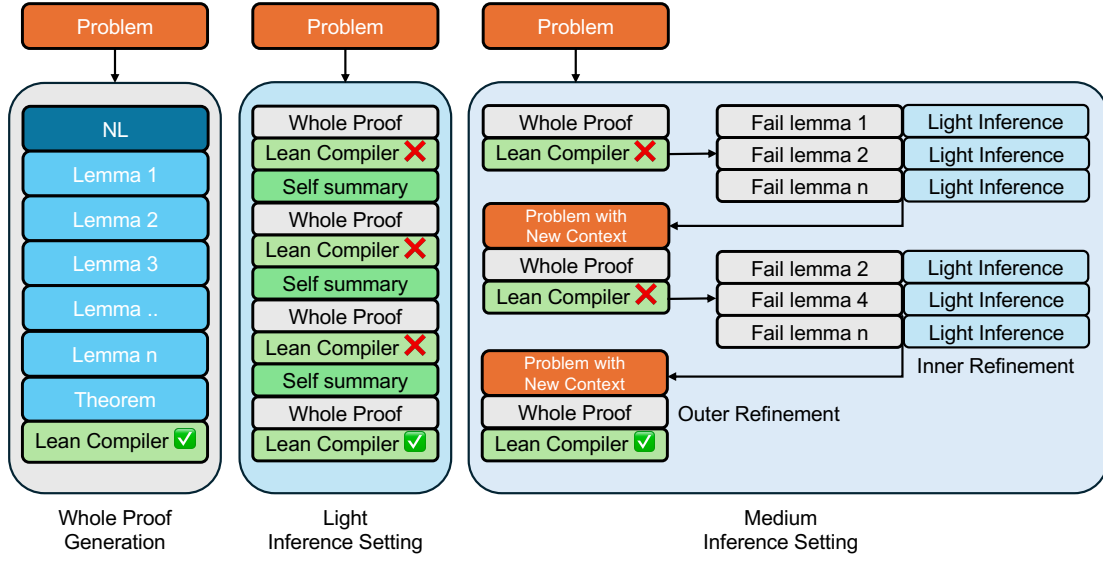 Problem
NL
Lemma 1
Lemma 2
Lemma 3
Lemma ..
Lemma n
Theorem
Lean Compiler ✅
Whole Proof
Generation
Problem
Whole Proof
Lean Compiler ❌
Self summary
Whole Proof
Lean Compiler ❌
Self summary
Whole Proof
Lean Compiler ❌
Self summary
Whole Proof
Lean Compiler ✅
Light
Inference Setting
Problem
Whole Proof
Lean Compiler ❌
Fail lemma 1
Light Inference
Fail lemma 2
Light Inference
Fail lemma n
Light Inference
Problem with
New Context
Whole Proof
Lean Compiler ❌
Fail lemma 2
Light Inference
Fail lemma 4
Light Inference
Fail lemma n
Light Inference
Inner Refinement
Problem with
New Context
Whole Proof
Outer Refinement
Lean Compiler ✅
Medium
Inference Setting